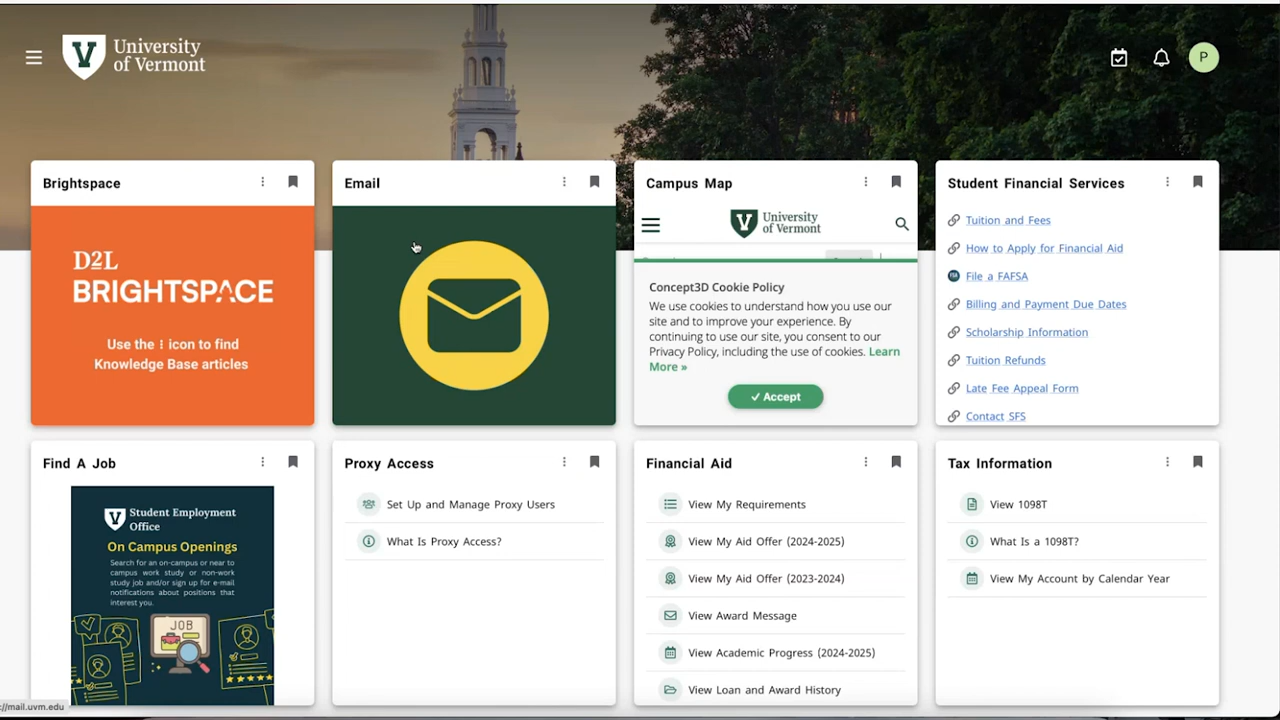 University
of Vermont
P
Brightspace
D2L
BRIGHTSPACE
Use the ⋮ icon to find
Knowledge Base articles
Email
Campus Map
University
of Vermont
Concept3D Cookie Policy
We use cookies to understand how you use our
site and to improve your experience. By
continuing to use our site, you consent to our
Privacy Policy, including the use of cookies. Learn
More »
✓ Accept
Student Financial Services
Tuition and Fees
How to Apply for Financial Aid
File a FAFSA
Billing and Payment Due Dates
Scholarship Information
Tuition Refunds
Late Fee Appeal Form
Contact SFS
Find A Job
Student Employment
Office
On Campus Openings
Search for an on-campus or near to
campus work study or non-work
study job and/or sign up for e-mail
notifications about positions that
interest you.
JOB
Proxy Access
Set Up and Manage Proxy Users
What Is Proxy Access?
Financial Aid
View My Requirements
View My Aid Offer (2024-2025)
View My Aid Offer (2023-2024)
View Award Message
View Academic Progress (2024-2025)
View Loan and Award History
Tax Information
View 1098T
What Is a 1098T?
View My Account by Calendar Year
://mail.uvm.edu